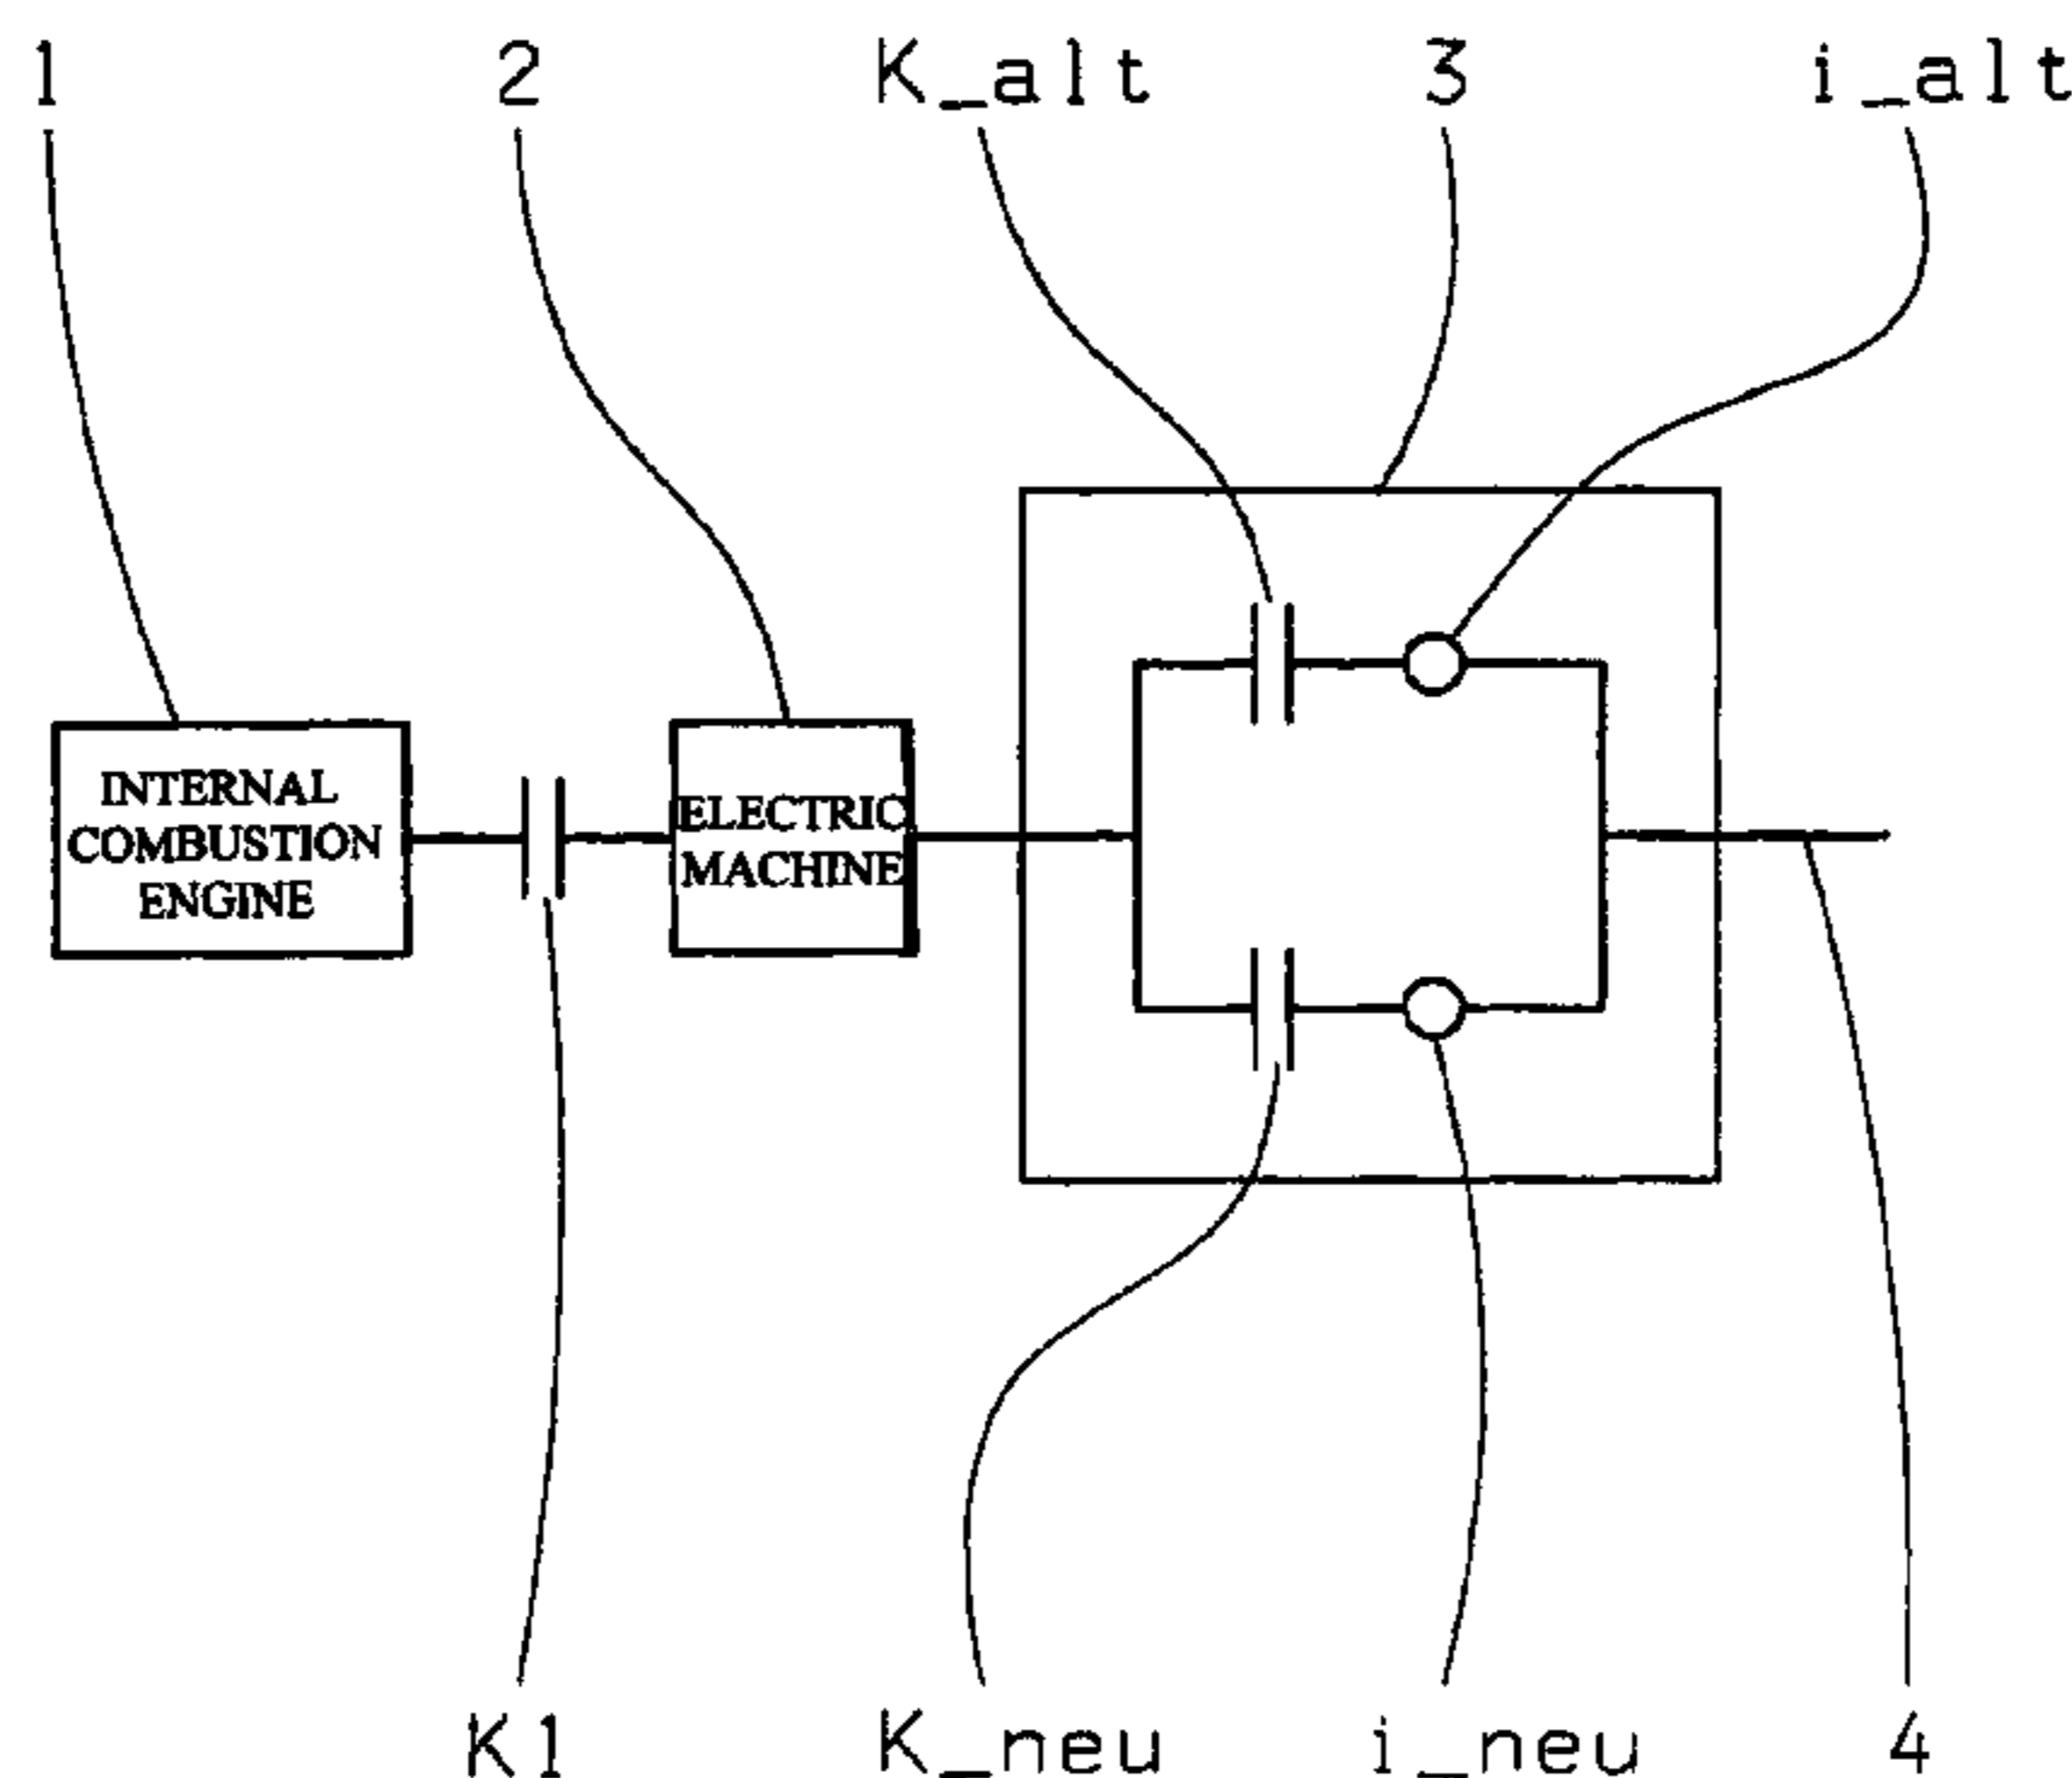 1 2 K_alt 3 i_alt
INTERNAL
COMBUSTION
ENGINE
ELECTRIC
MACHINE
K1 K_neu i_neu 4